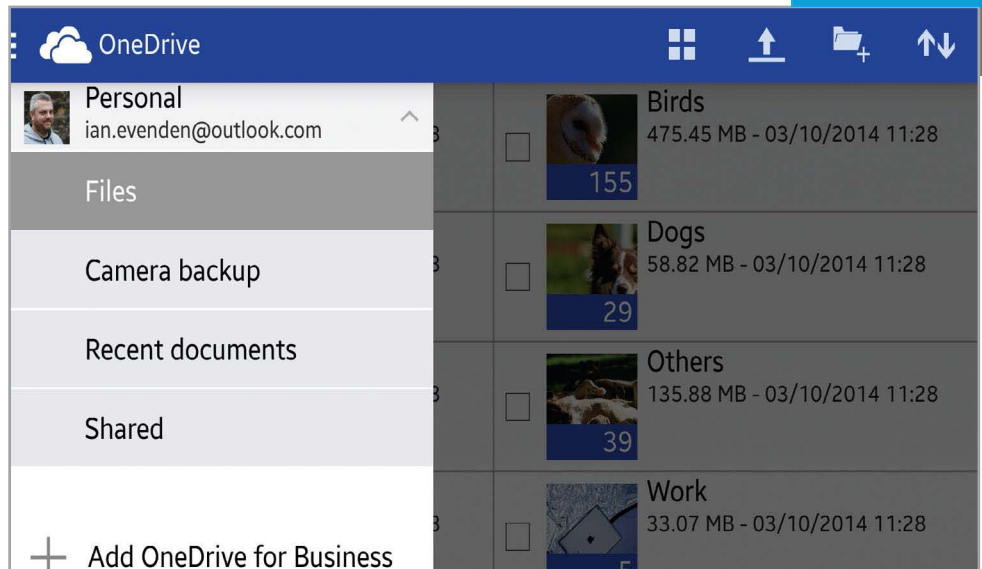 OneDrive
Personal
ian.evenden@outlook.com
Files
Camera backup
Recent documents
Shared
Add OneDrive for Business
Birds
475.45 MB - 03/10/2014 11:28
155
Dogs
58.82 MB - 03/10/2014 11:28
29
Others
135.88 MB - 03/10/2014 11:28
39
Work
33.07 MB - 03/10/2014 11:28
5